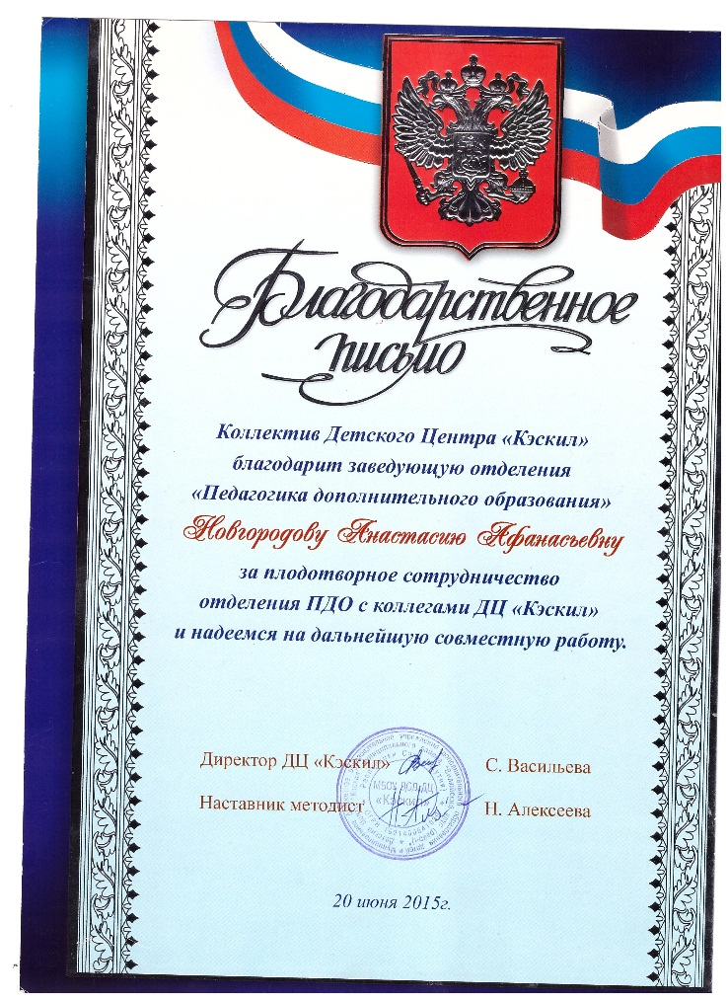 Благодарственное
письмо
Коллектив Детского Центра «Кэскил»
благодарит заведующую отделения
«Педагогика дополнительного образования»
Новгородову Анастасию Афанасьевну
за плодотворное сотрудничество
отделения ПДО с коллегами ДЦ «Кэскил»
и надеемся на дальнейшую совместную работу.
Директор ДЦ «Кэскил» С. Васильева
Наставник методист Н. Алексеева
«Кэскил»
20 июня 2015г.